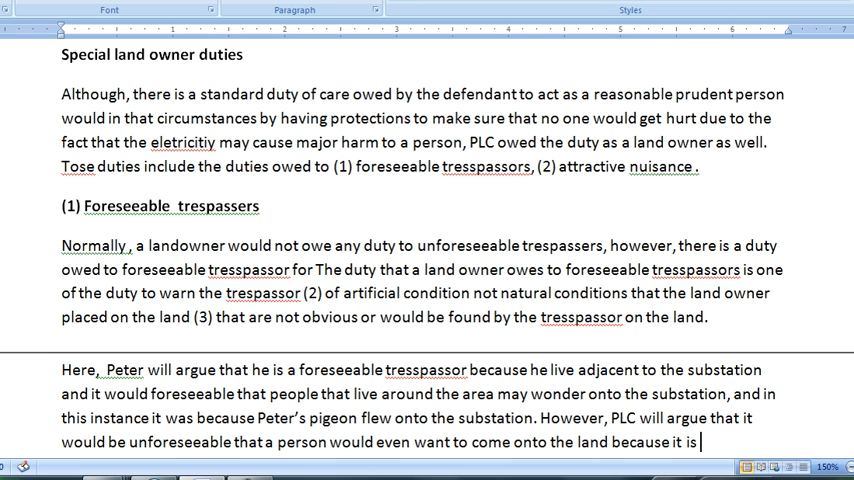 Font Paragraph Styles
1 2 3 4 5 6 7
Special land owner duties
Although, there is a standard duty of care owed by the defendant to act as a reasonable prudent person
would in that circumstances by having protections to make sure that no one would get hurt due to the
fact that the eletricitiy may cause major harm to a person, PLC owed the duty as a land owner as well.
Tose duties include the duties owed to (1) foreseeable tresspassors, (2) attractive nuisance .
(1) Foreseeable trespassers
Normally , a landowner would not owe any duty to unforeseeable trespassers, however, there is a duty
owed to foreseeable tresspassor for The duty that a land owner owes to foreseeable tresspassors is one
of the duty to warn the trespassor (2) of artificial condition not natural conditions that the land owner
placed on the land (3) that are not obvious or would be found by the tresspassor on the land.
Here, Peter will argue that he is a foreseeable tresspassor because he live adjacent to the substation
and it would foreseeable that people that live around the area may wonder onto the substation, and in
this instance it was because Peter's pigeon flew onto the substation. However, PLC will argue that it
would be unforeseeable that a person would even want to come onto the land because it is
150%